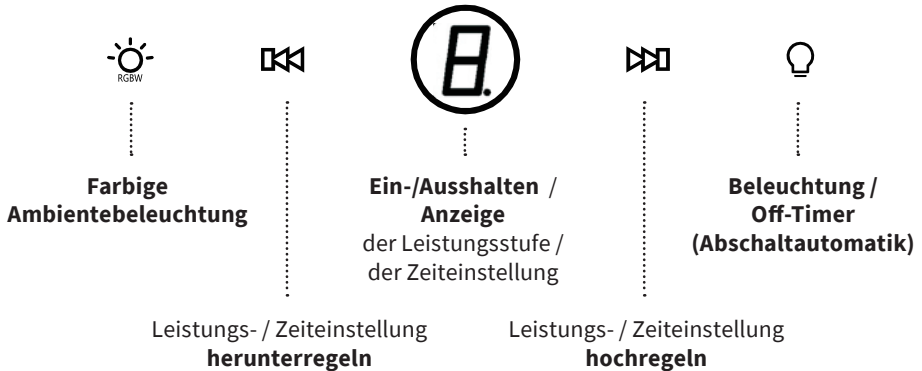 RGBW
8.
Farbige
Ambientebeleuchtung
Ein-/Ausshalten /
Anzeige
der Leistungsstufe /
der Zeiteinstellung
Beleuchtung /
Off-Timer
(Abschaltautomatik)
Leistungs- / Zeiteinstellung
herunterregeln
Leistungs- / Zeiteinstellung
hochregeln